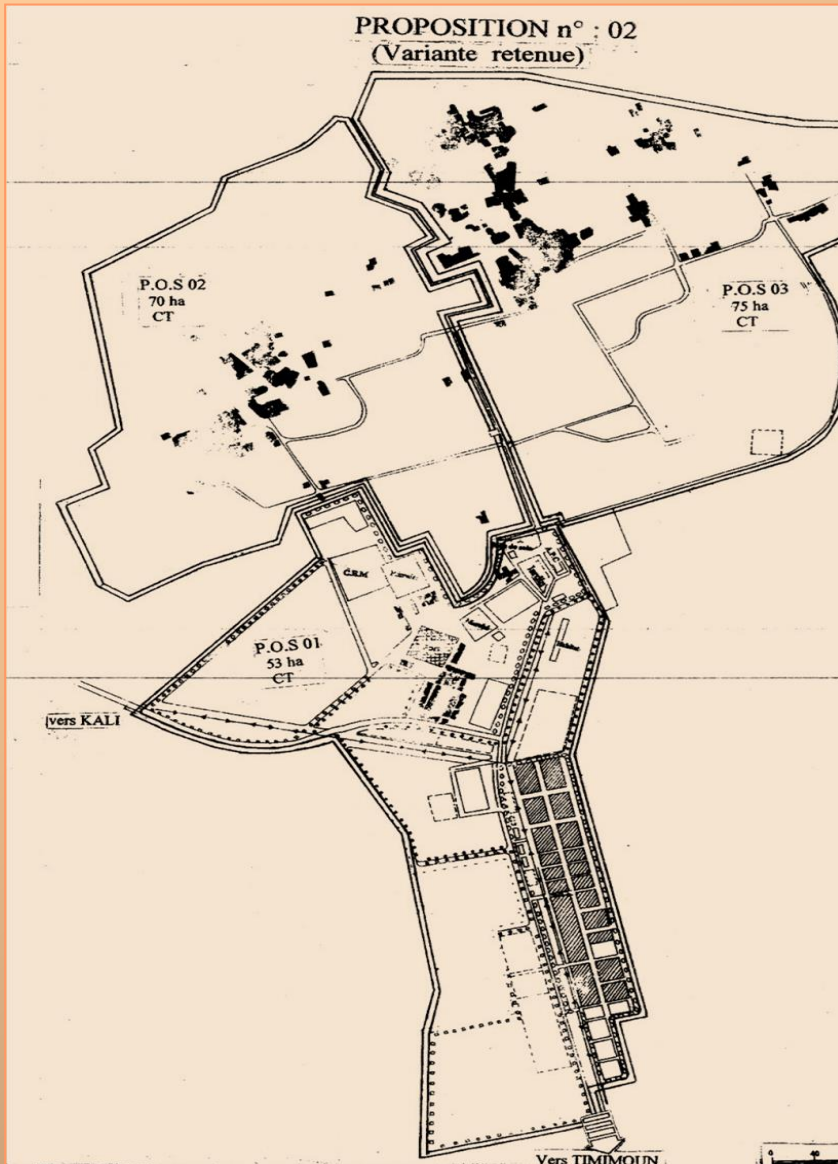 PROPOSITION n° : 02
(Variante retenue)
P.O.S 02
70 ha
CT
P.O.S 03
75 ha
CT
P.O.S 01
53 ha
CT
vers KALI
Vers TIMIMOUN
0